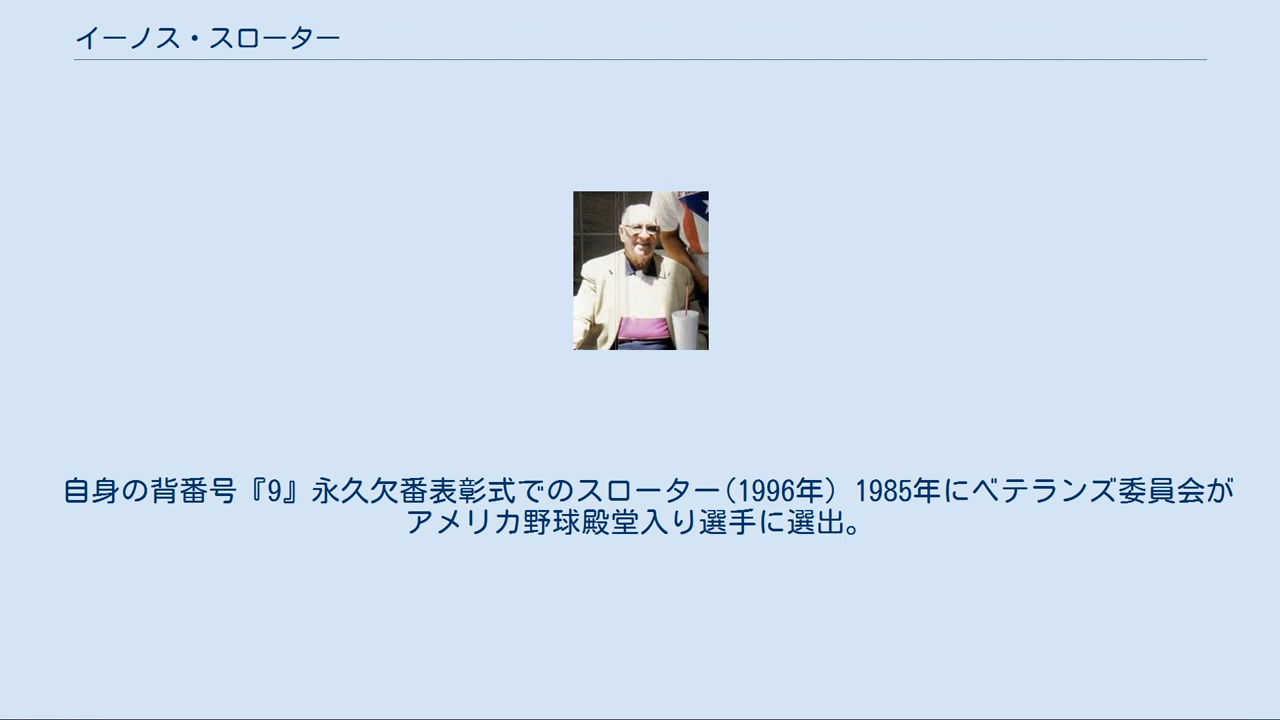 イーノス・スローター
自身の背番号『9』永久欠番表彰式でのスローター(1996年) 1985年にベテランズ委員会が
アメリカ野球殿堂入り選手に選出。